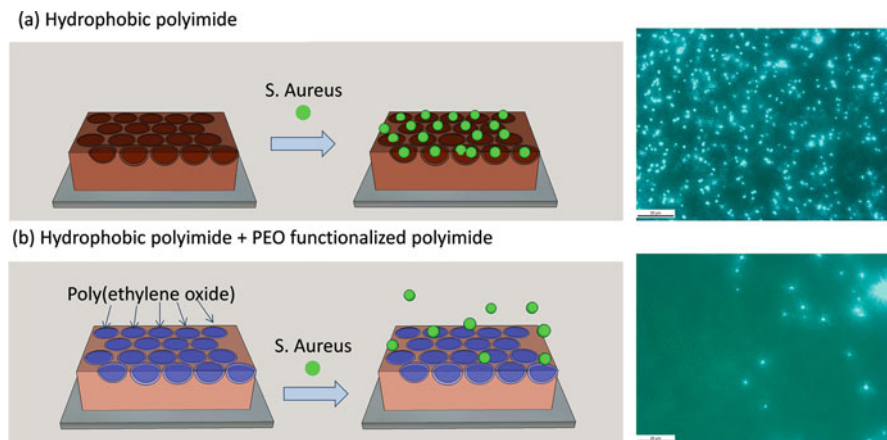 (a) Hydrophobic polyimide
S. Aureus
(b) Hydrophobic polyimide + PEO functionalized polyimide
Poly(ethylene oxide)
S. Aureus